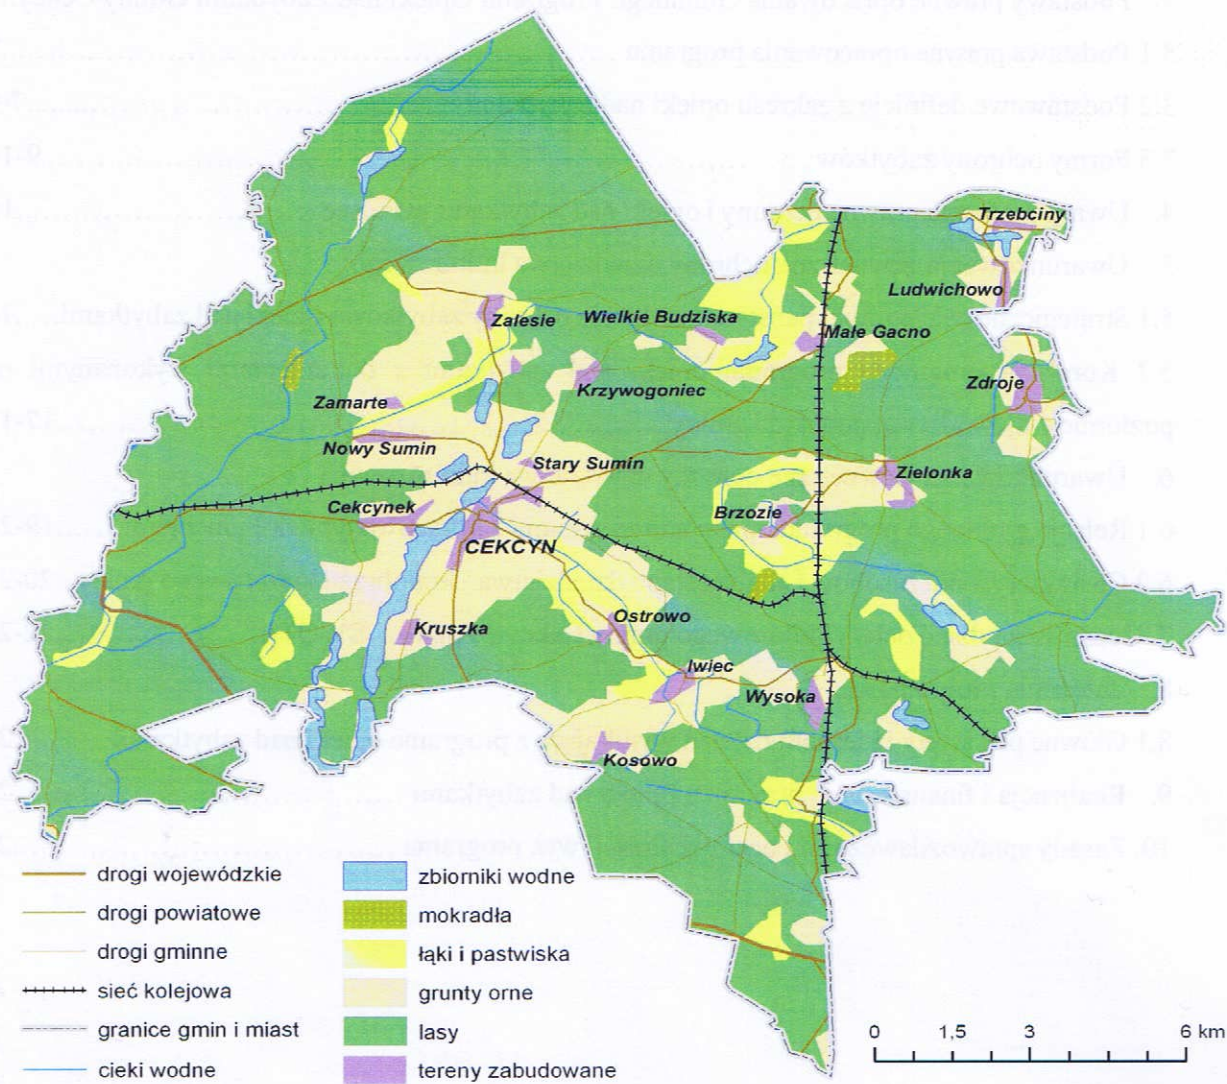 Trzebciny
Ludwichowo
Zalesie
Wielkie Budziska
Małe Gacno
Zdroje
Krzywogoniec
Zamarte
Nowy Sumin
Stary Sumin
Zielonka
Cekcynek
Brzozie
CEKCYN
Ostrowo
Kruszka
Iwiec
Wysoka
Kosowo
drogi wojewódzkie
drogi powiatowe
drogi gminne
sieć kolejowa
granice gmin i miast
cieki wodne
zbiorniki wodne
mokradła
łąki i pastwiska
grunty orne
lasy
tereny zabudowane
0 1,5 3 6 km